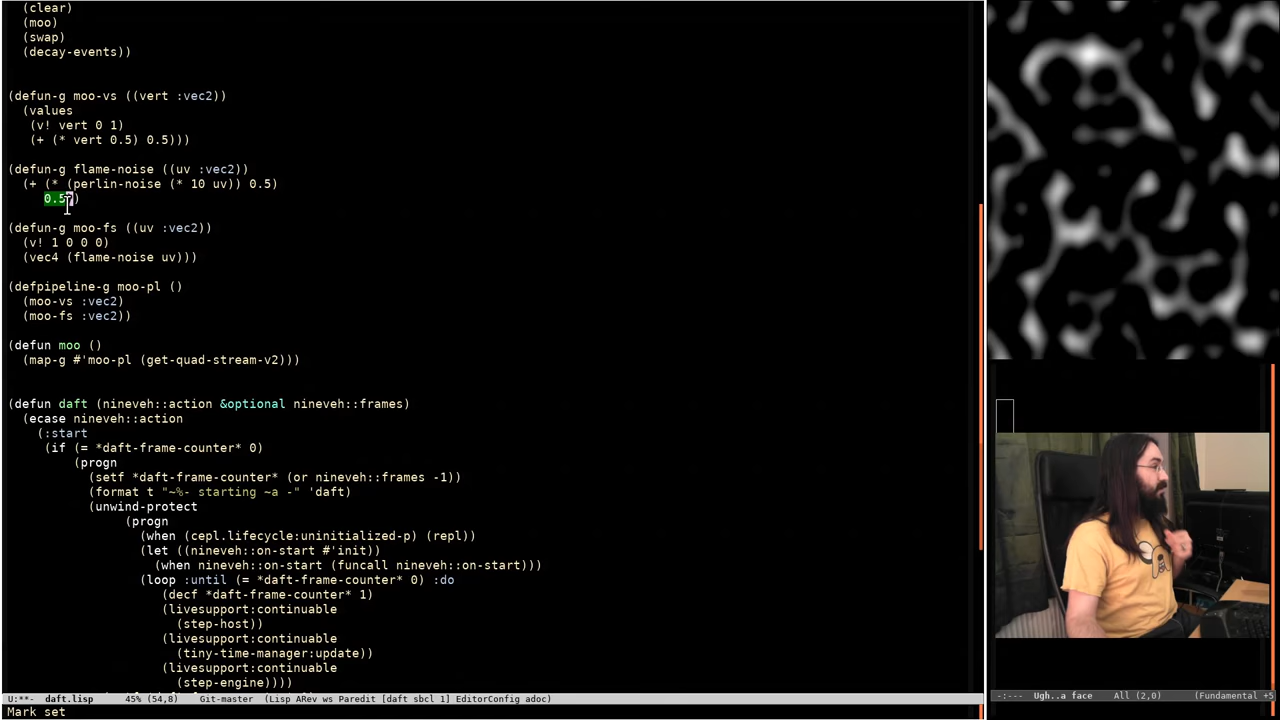 (clear)
(moo)
(swap)
(decay-events))
(defun-g moo-vs ((vert :vec2))
(values
(v! vert 0 1)
(+ (* vert 0.5) 0.5)))
(defun-g flame-noise ((uv :vec2))
(+ (* (perlin-noise (* 10 uv)) 0.5)
0.5))
(defun-g moo-fs ((uv :vec2))
(v! 1 0 0 0)
(vec4 (flame-noise uv)))
(defpipeline-g moo-pl ()
(moo-vs :vec2)
(moo-fs :vec2))
(defun moo ()
(map-g #'moo-pl (get-quad-stream-v2)))
(defun daft (nineveh::action &optional nineveh::frames)
(ecase nineveh::action
(:start
(if (= *daft-frame-counter* 0)
(progn
(setf *daft-frame-counter* (or nineveh::frames -1))
(format t "~%- starting ~a -" 'daft)
(unwind-protect
(progn
(when (cepl.lifecycle:uninitialized-p) (repl))
(let ((nineveh::on-start #'init))
(when nineveh::on-start (funcall nineveh::on-start)))
(loop :until (= *daft-frame-counter* 0) :do
(decf *daft-frame-counter* 1)
(livesupport:continuable
(step-host))
(livesupport:continuable
(tiny-time-manager:update))
(livesupport:continuable
(step-engine))))
U:**- daft.lisp 45% (54,8) Git-master (Lisp ARev ws Paredit [daft sbcl 1] EditorConfig adoc)
Mark set
-:--- Ugh..a face All (2,0) (Fundamental +5